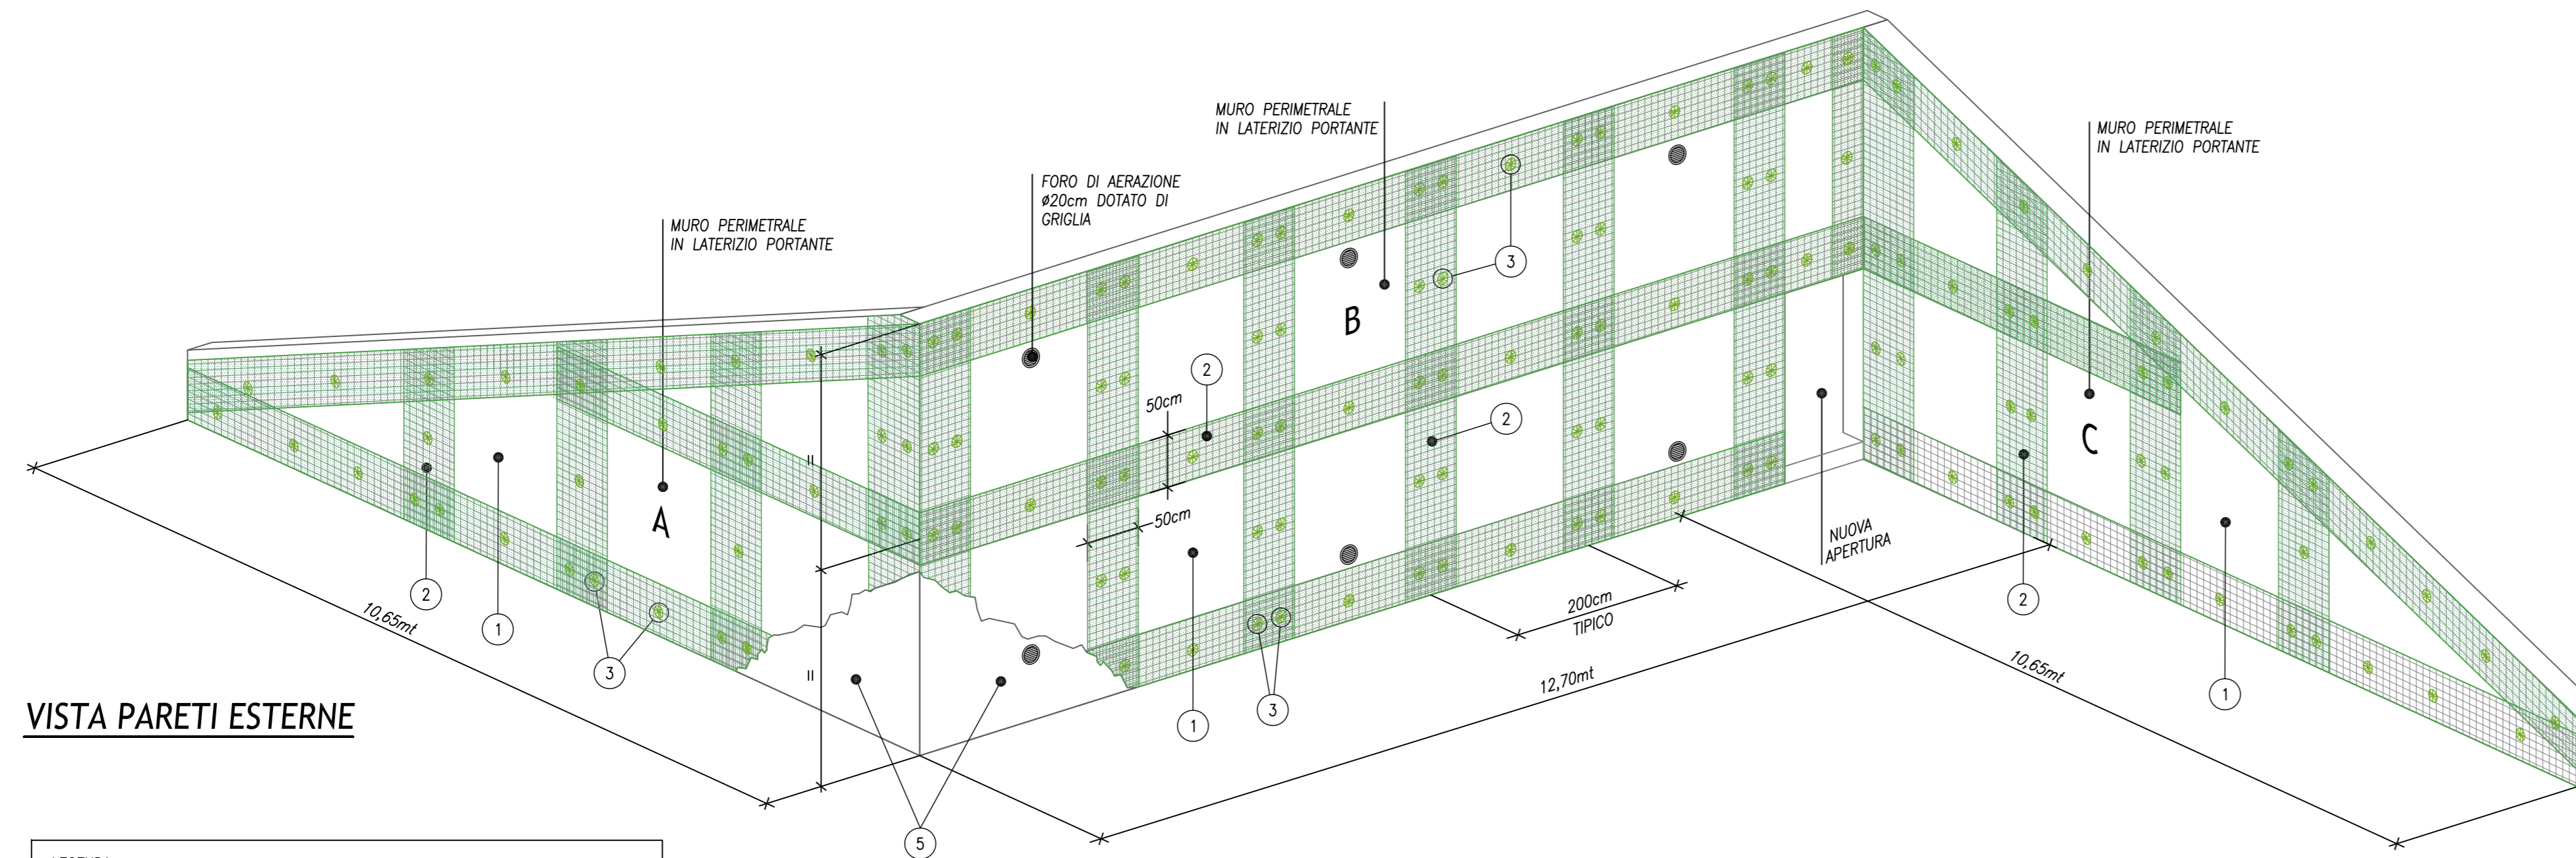 MURO PERIMETRALE
IN LATERIZIO PORTANTE
FORO DI AERAZIONE
ø20cm DOTATO DI
GRIGLIA
MURO PERIMETRALE
IN LATERIZIO PORTANTE
MURO PERIMETRALE
IN LATERIZIO PORTANTE
3
B
2
50cm
2
=
C
A
50cm
NUOVA
APERTURA
2
1
10,65mt
3
200cm
TIPICO
2
=
12,70mt
10,65mt
1
3
1
VISTA PARETI ESTERNE
5